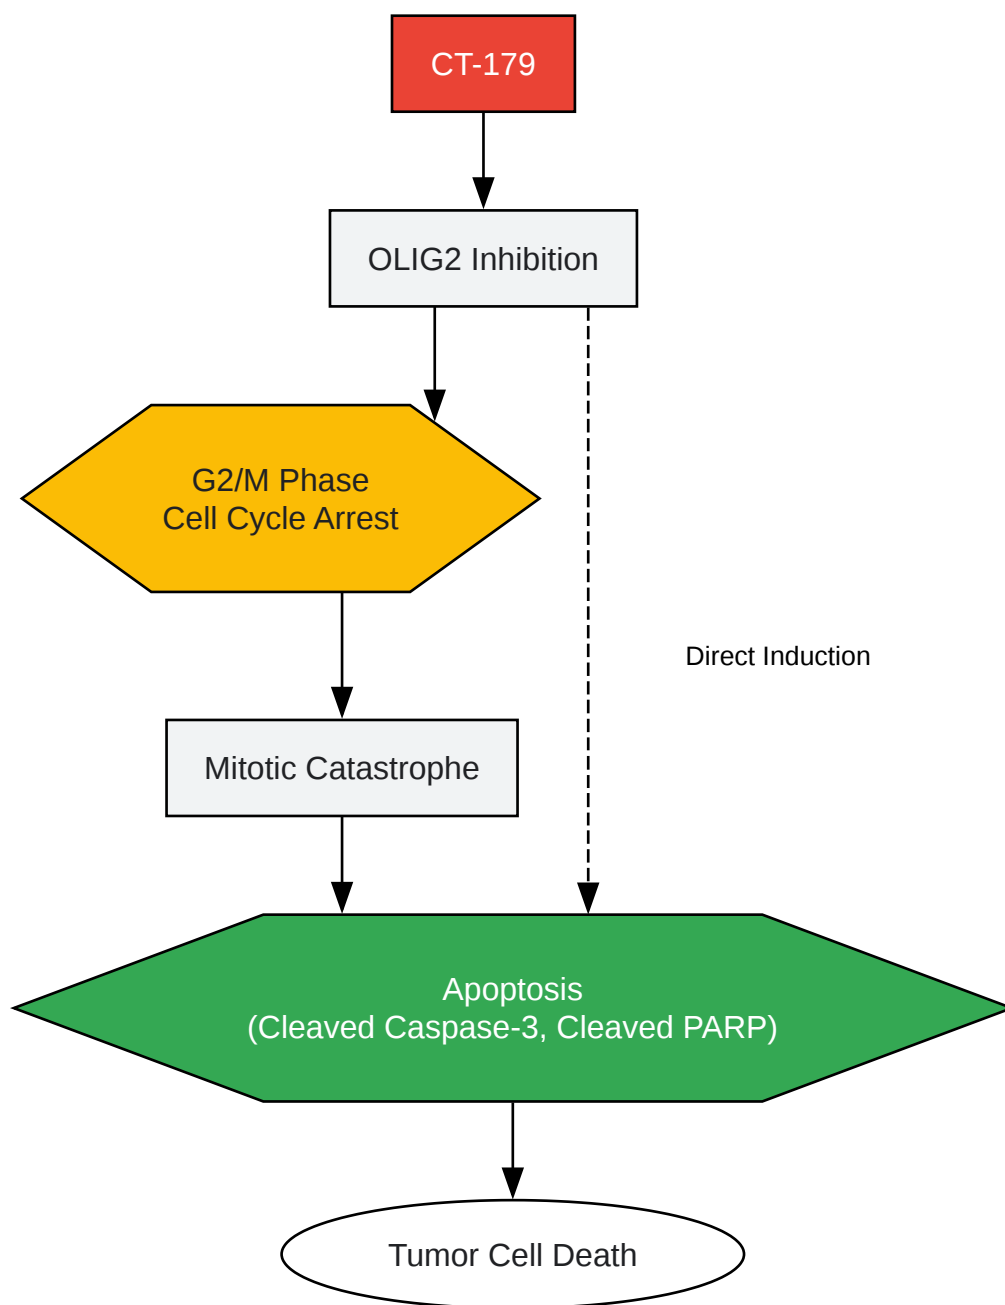 CT-179
OLIG2 Inhibition
G2/M Phase
Cell Cycle Arrest
Direct Induction
Mitotic Catastrophe
Apoptosis
(Cleaved Caspase-3, Cleaved PARP)
Tumor Cell Death